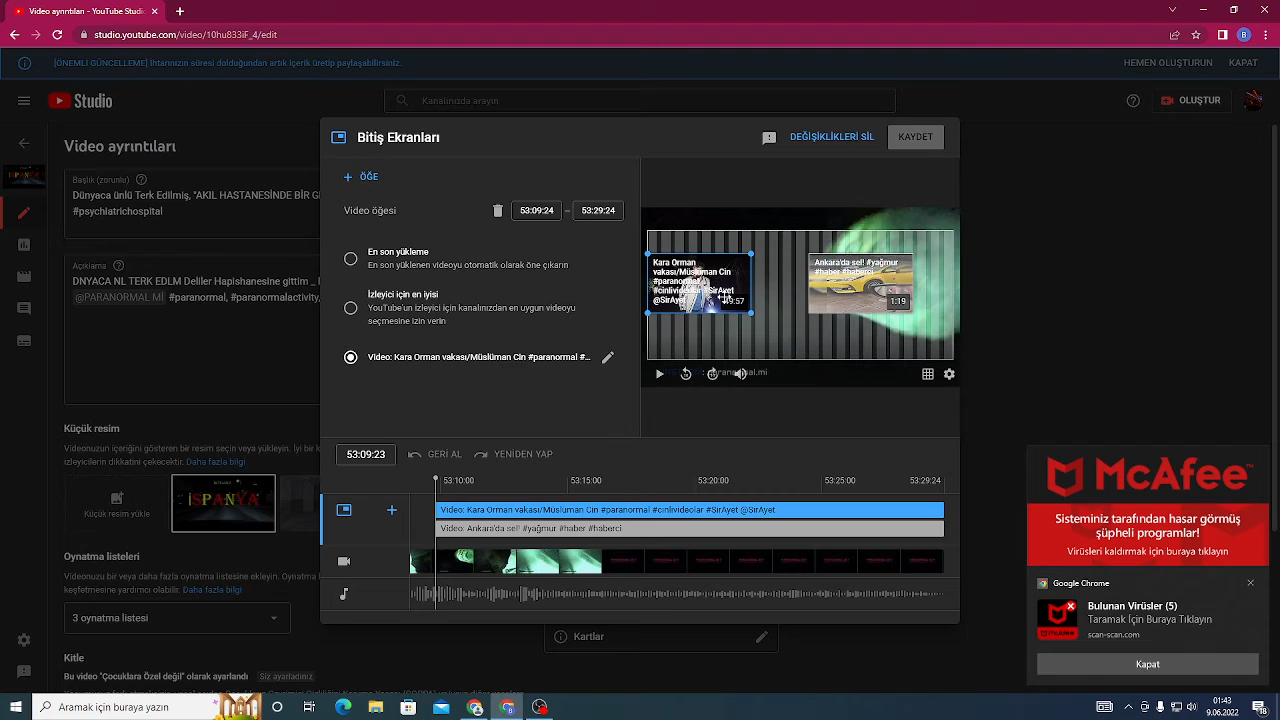 Video ayrıntıları - YouTube Stud
studio.youtube.com/video/10hu833iF_4/edit
[ÖNEMLİ GÜNCELLEME] İhtarınızın süresi dolduğundan artık içerik üretip paylaşabilirsiniz.
HEMEN OLUŞTURUN
KAPAT
Studio
Kanalınızda arayın
OLUŞTUR
Video ayrıntıları
Başlık (zorunlu)
Dünyaca ünlü Terk Edilmiş, "AKIL HASTANESİNDE BİR G
#psychiatrichospital
Açıklama
DNYACA NL TERK EDLM Deliler Hapishanesine gittim _
@PARANORMAL Mİ #paranormal, #paranormalactivity,
Küçük resim
Videonuzun içeriğini gösteren bir resim seçin veya yükleyin. İyi bir k
izleyicilerin dikkatini çekecektir. Daha fazla bilgi
Küçük resim yükle
İSPANYA
Oynatma listeleri
Videonuzu bir veya daha fazla oynatma listesine ekleyin. Oynatma
keşfetmesine yardımcı olabilir. Daha fazla bilgi
3 oynatma listesi
Kitle
Bu video "Çocuklara Özel değil" olarak ayarlandı
Siz ayarladınız
Bitiş Ekranları
DEĞİŞİKLİKLERİ SİL
KAYDET
+ ÖĞE
Video öğesi
53:09:24 – 53:29:24
En son yükleme
En son yüklenen videoyu otomatik olarak öne çıkarın
İzleyici için en iyisi
YouTube'un izleyici için kanalınızdan en uygun videoyu
seçmesine izin verin
Video: Kara Orman vakası/Müslüman Cin #paranormal #...
Kara Orman
vakası/Müslüman Cin
#paranormal
#cinlivideolar #SirAyet
@SirAyet
Ankara'da sel! #yağmur
#haber #haberci
1:19
53:09:23
GERİ AL
YENİDEN YAP
53:10:00
53:15:00
53:20:00
53:25:00
53:29:24
Video: Kara Orman vakası/Müslüman Cin #paranormal #cinlivideolar #SirAyet @SirAyet
Video: Ankara'da sel! #yağmur #haber #haberci
Kartlar
McAfee
Sisteminiz tarafından hasar görmüş
şüpheli programlar!
Virüsleri kaldırmak için buraya tıklayın
Google Chrome
Bulunan Virüsler (5)
Taramak İçin Buraya Tıklayın
scan-scan.com
Kapat
Aramak için buraya yazın
01:43
9.06.2022